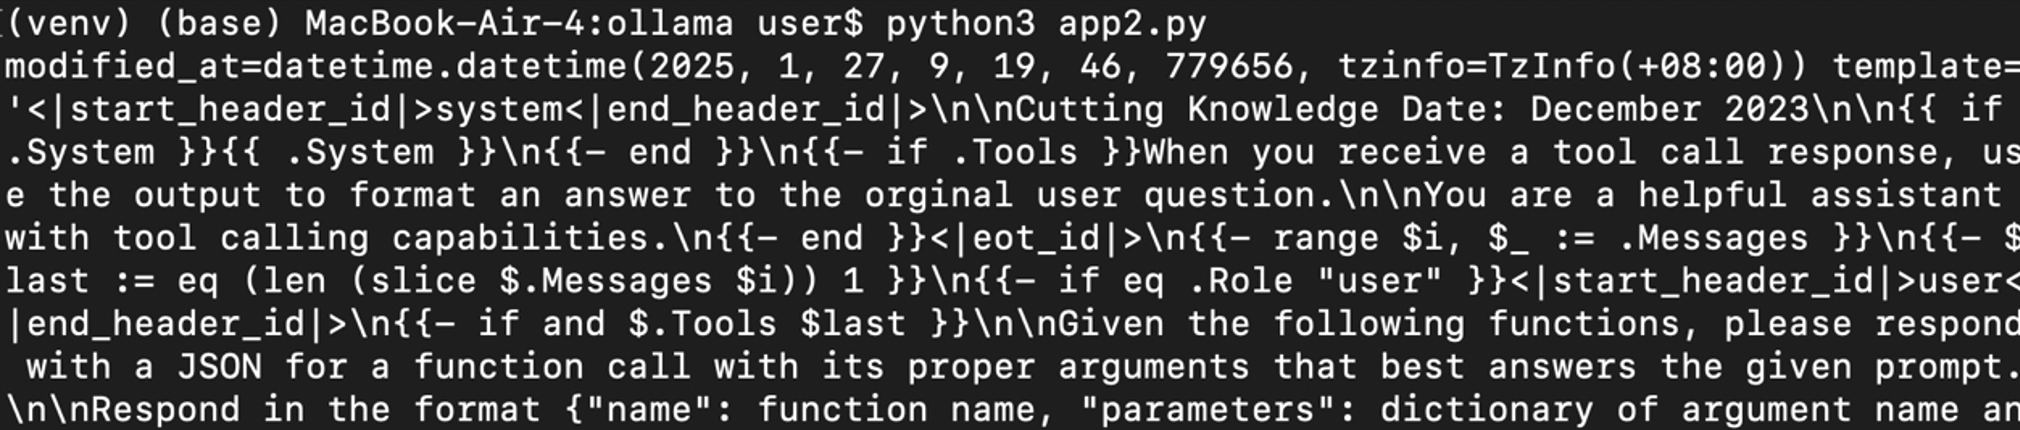 (venv) (base) MacBook-Air-4:ollama user$ python3 app2.py
modified_at=datetime.datetime(2025, 1, 27, 9, 19, 46, 779656, tzinfo=TzInfo(+08:00)) template=
'<|start_header_id|>system<|end_header_id|>\n\nCutting Knowledge Date: December 2023\n\n{{ if
.System }}{{ .System }}\n{{- end }}\n{{- if .Tools }}When you receive a tool call response, us
e the output to format an answer to the orginal user question.\n\nYou are a helpful assistant
with tool calling capabilities.\n{{- end }}<|eot_id|>\n{{- range $i, $_ := .Messages }}\n{{- $
last := eq (len (slice $.Messages $i)) 1 }}\n{{- if eq .Role "user" }}<|start_header_id|>user<
|end_header_id|>\n{{- if and $.Tools $last }}\n\nGiven the following functions, please respond
with a JSON for a function call with its proper arguments that best answers the given prompt.
\n\nRespond in the format {"name": function name, "parameters": dictionary of argument name an